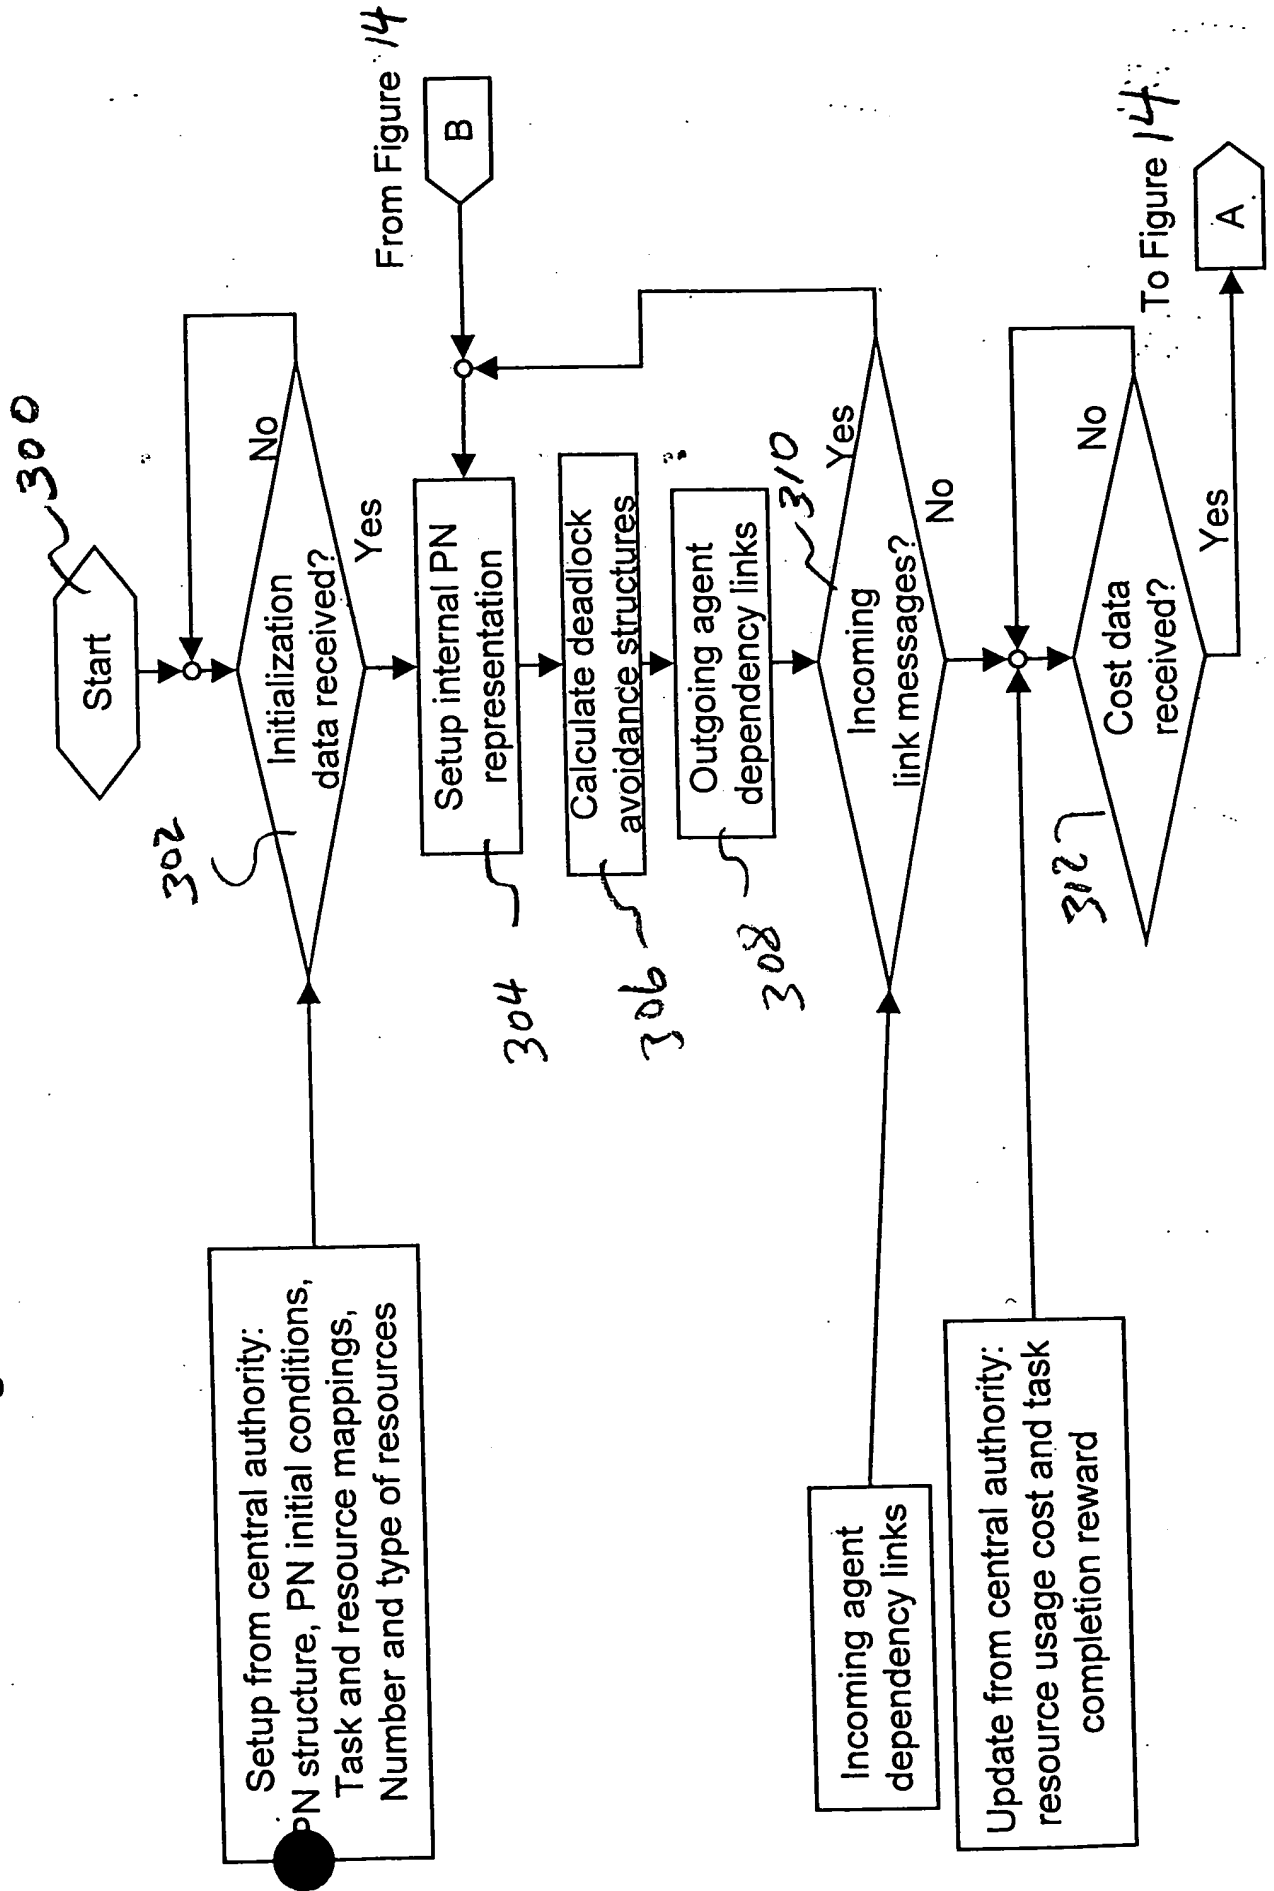 300
Start
302
Initialization
data received?
No
Yes
Setup from central authority:
PN structure, PN initial conditions,
Task and resource mappings,
Number and type of resources
From Figure 14
B
304
Setup internal PN
representation
306
Calculate deadlock
avoidance structures
308
Outgoing agent
dependency links
310
Incoming
link messages?
Yes
No
Incoming agent
dependency links
Update from central authority:
resource usage cost and task
completion reward
312
Cost data
received?
No
Yes
To Figure 14
A